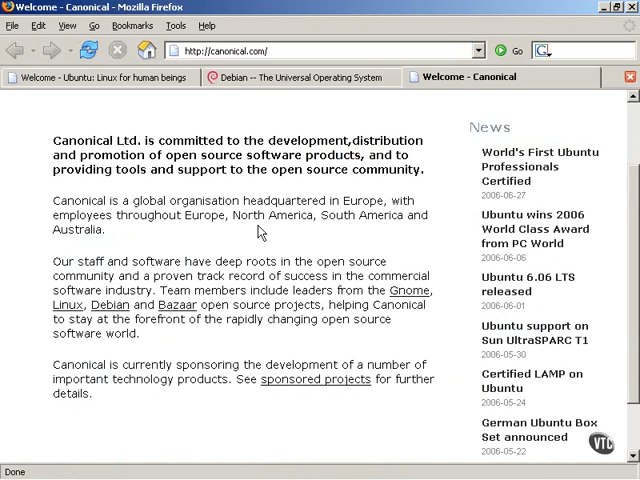 Welcome - Canonical - Mozilla Firefox
File Edit View Go Bookmarks Tools Help
http://canonical.com/
Go
G
Welcome - Ubuntu: Linux for human beings
Debian -- The Universal Operating System
Welcome - Canonical
Canonical Ltd. is committed to the development,distribution
and promotion of open source software products, and to
providing tools and support to the open source community.
Canonical is a global organisation headquartered in Europe, with
employees throughout Europe, North America, South America and
Australia.
Our staff and software have deep roots in the open source
community and a proven track record of success in the commercial
software industry. Team members include leaders from the Gnome,
Linux, Debian and Bazaar open source projects, helping Canonical
to stay at the forefront of the rapidly changing open source
software world.
Canonical is currently sponsoring the development of a number of
important technology products. See sponsored projects for further
details.
News
World's First Ubuntu
Professionals
Certified
2006-06-27
Ubuntu wins 2006
World Class Award
from PC World
2006-06-06
Ubuntu 6.06 LTS
released
2006-06-01
Ubuntu support on
Sun UltraSPARC T1
2006-05-30
Certified LAMP on
Ubuntu
2006-05-24
German Ubuntu Box
Set announced
2006-05-22
VTC
Done